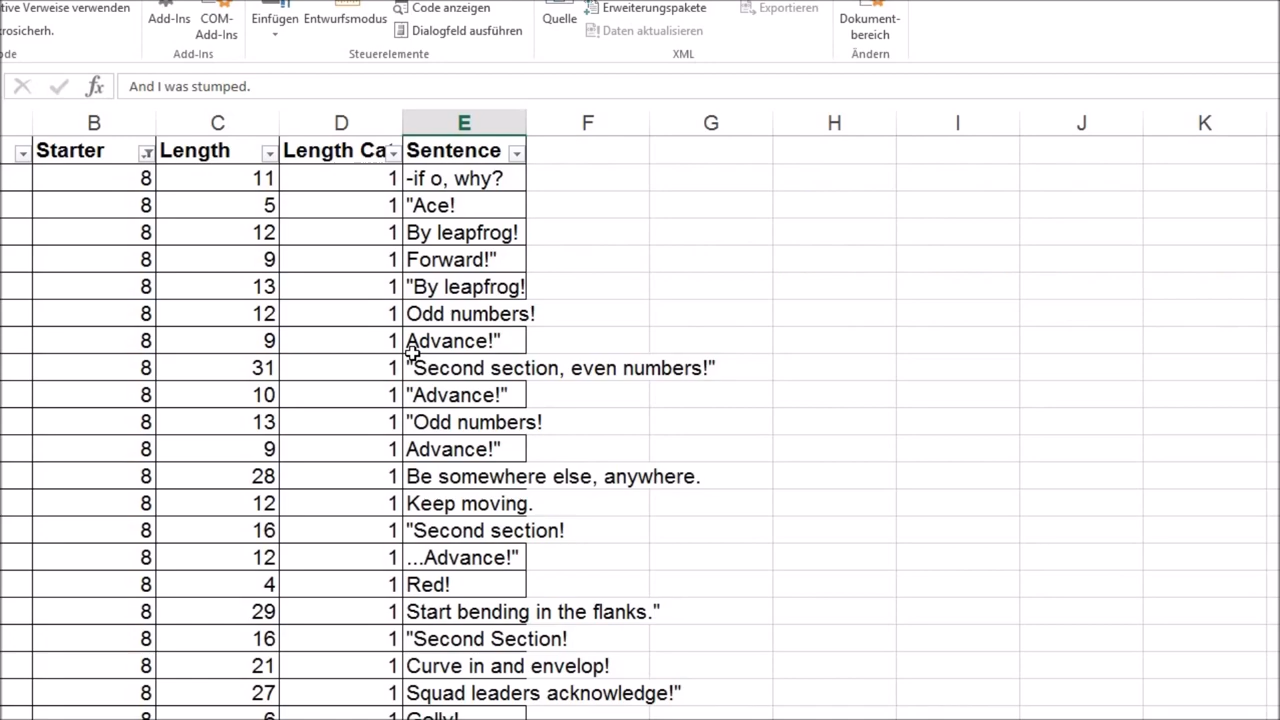 tive Verweise verwenden
rosicherh.
ode
Add-Ins
COM-
Add-Ins
Add-Ins
Einfügen
Entwurfsmodus
Code anzeigen
Dialogfeld ausführen
Steuerelemente
Quelle
Erweiterungspakete
Daten aktualisieren
Exportieren
XML
Dokument-
bereich
Ändern
fx And I was stumped.
B C D E F G H I J K
Starter Length Length Ca Sentence
8 11 1 -if o, why?
8 5 1 "Ace!
8 12 1 By leapfrog!
8 9 1 Forward!"
8 13 1 "By leapfrog!
8 12 1 Odd numbers!
8 9 1 Advance!"
8 31 1 "Second section, even numbers!"
8 10 1 "Advance!"
8 13 1 "Odd numbers!
8 9 1 Advance!"
8 28 1 Be somewhere else, anywhere.
8 12 1 Keep moving.
8 16 1 "Second section!
8 12 1 ...Advance!"
8 4 1 Red!
8 29 1 Start bending in the flanks."
8 16 1 "Second Section!
8 21 1 Curve in and envelop!
8 27 1 Squad leaders acknowledge!"
8 6 1 Golly!